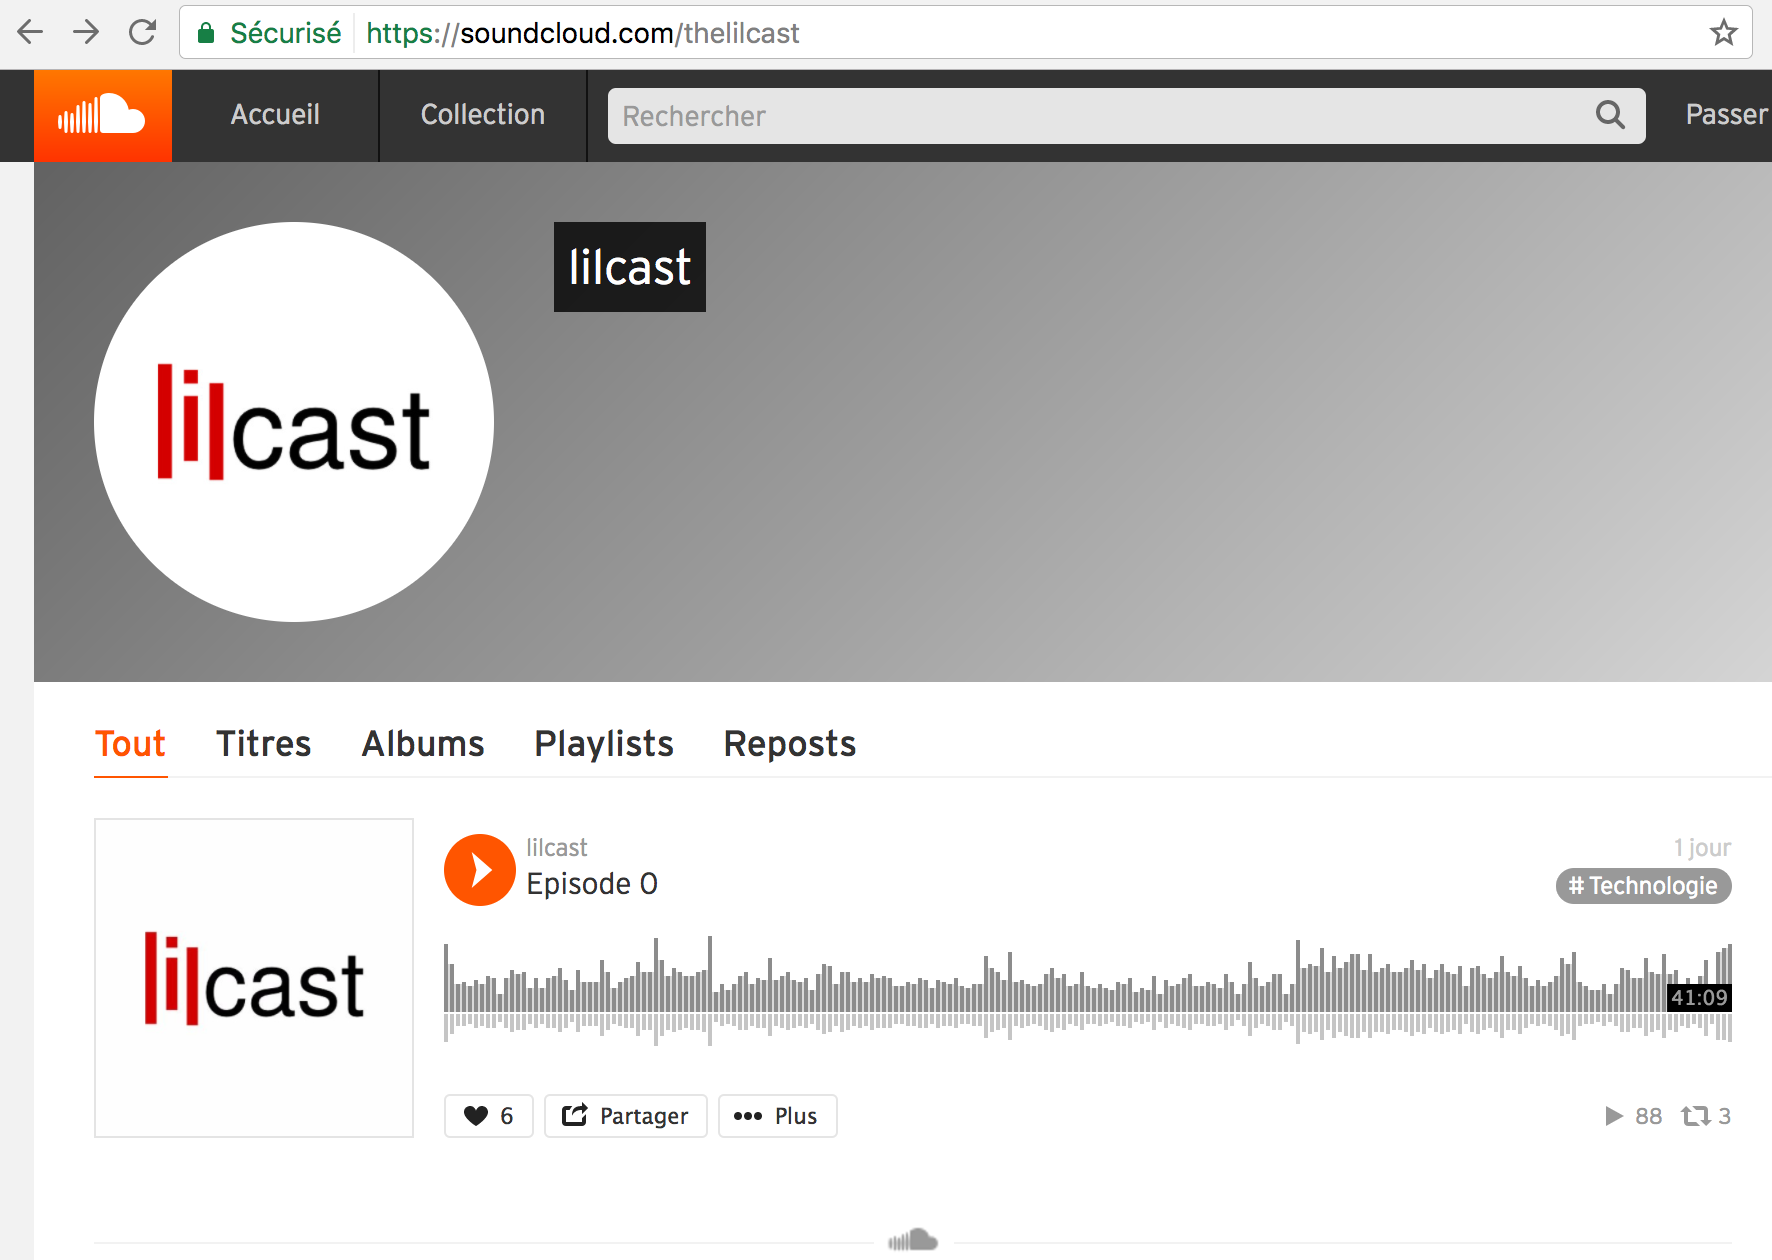 Sécurisé https://soundcloud.com/thelilcast
Accueil Collection Rechercher Passer
lilcast
lilcast
Tout Titres Albums Playlists Reposts
lilcast
lilcast
Episode 0
1 jour
# Technologie
41:09
6 Partager Plus
88 3